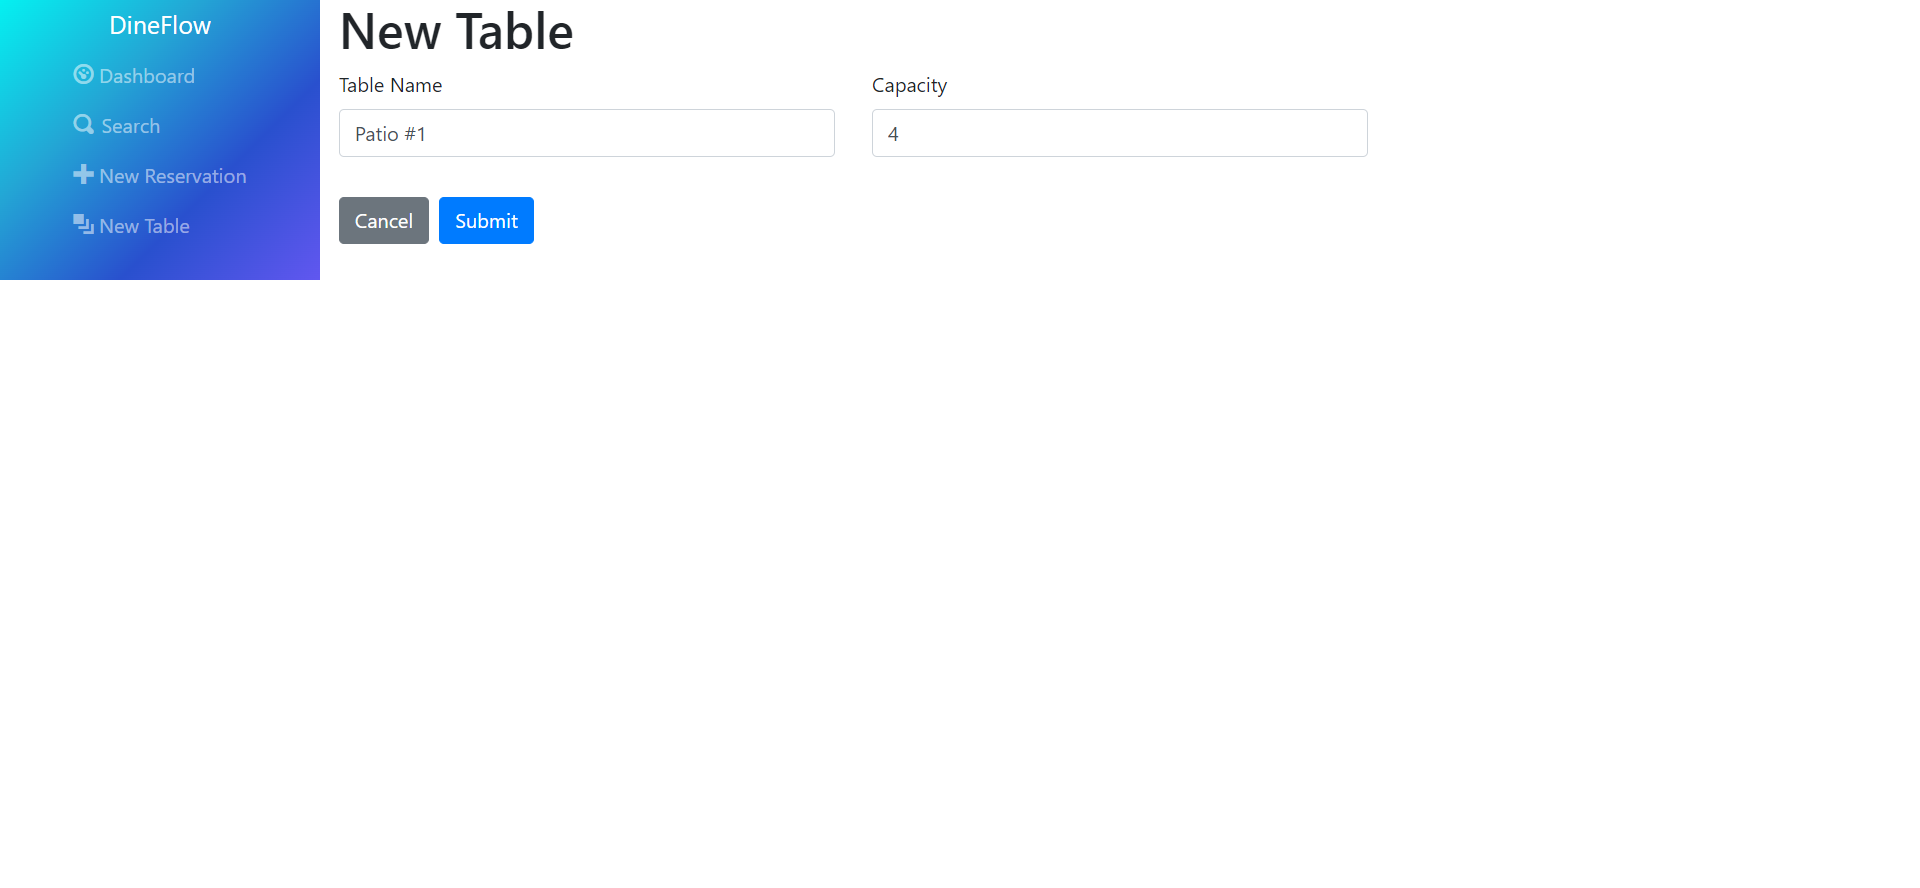 DineFlow
Dashboard
Search
New Reservation
New Table
New Table
Table Name
Patio #1
Capacity
4
Cancel
Submit